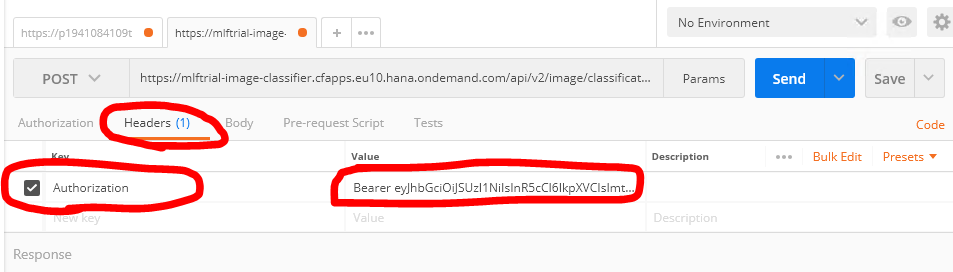 https://p1941084109t
https://mlftrial-image-
+
No Environment
POST
https://mlftrial-image-classifier.cfapps.eu10.hana.ondemand.com/api/v2/image/classificat...
Params
Send
Save
Authorization
Headers (1)
Body
Pre-request Script
Tests
Code
Key
Value
Description
Bulk Edit
Presets
Authorization
Bearer eyJhbGciOiJSUzI1NiIsInR5cCI6IkpXVCIsImt...
New key
Value
Description
Response